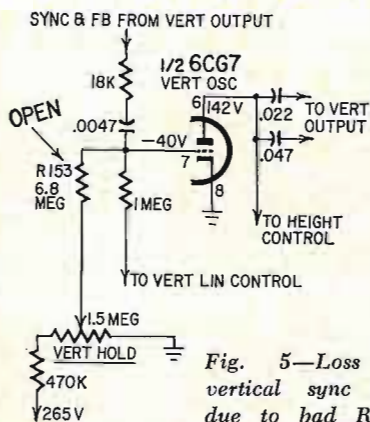 SYNC & FB FROM VERT OUTPUT
18K
1/2 6CG7
VERT OSC
6
142V
.022
TO VERT
OUTPUT
.047
.0047
-40V
7
8
OPEN
R153
6.8
MEG
1MEG
TO HEIGHT
CONTROL
TO VERT LIN CONTROL
1.5 MEG
VERT HOLD
470K
265V
Fig. 5—Loss
vertical sync
due to bad R